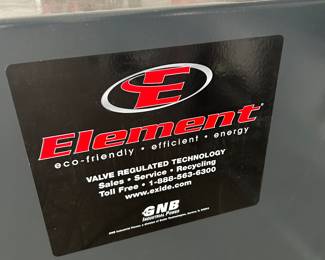 E
Element
eco-friendly • efficient • energy
VALVE REGULATED TECHNOLOGY
Sales • Service • Recycling
Toll Free • 1-888-563-6300
www.exide.com
GNB
INDUSTRIAL POWER